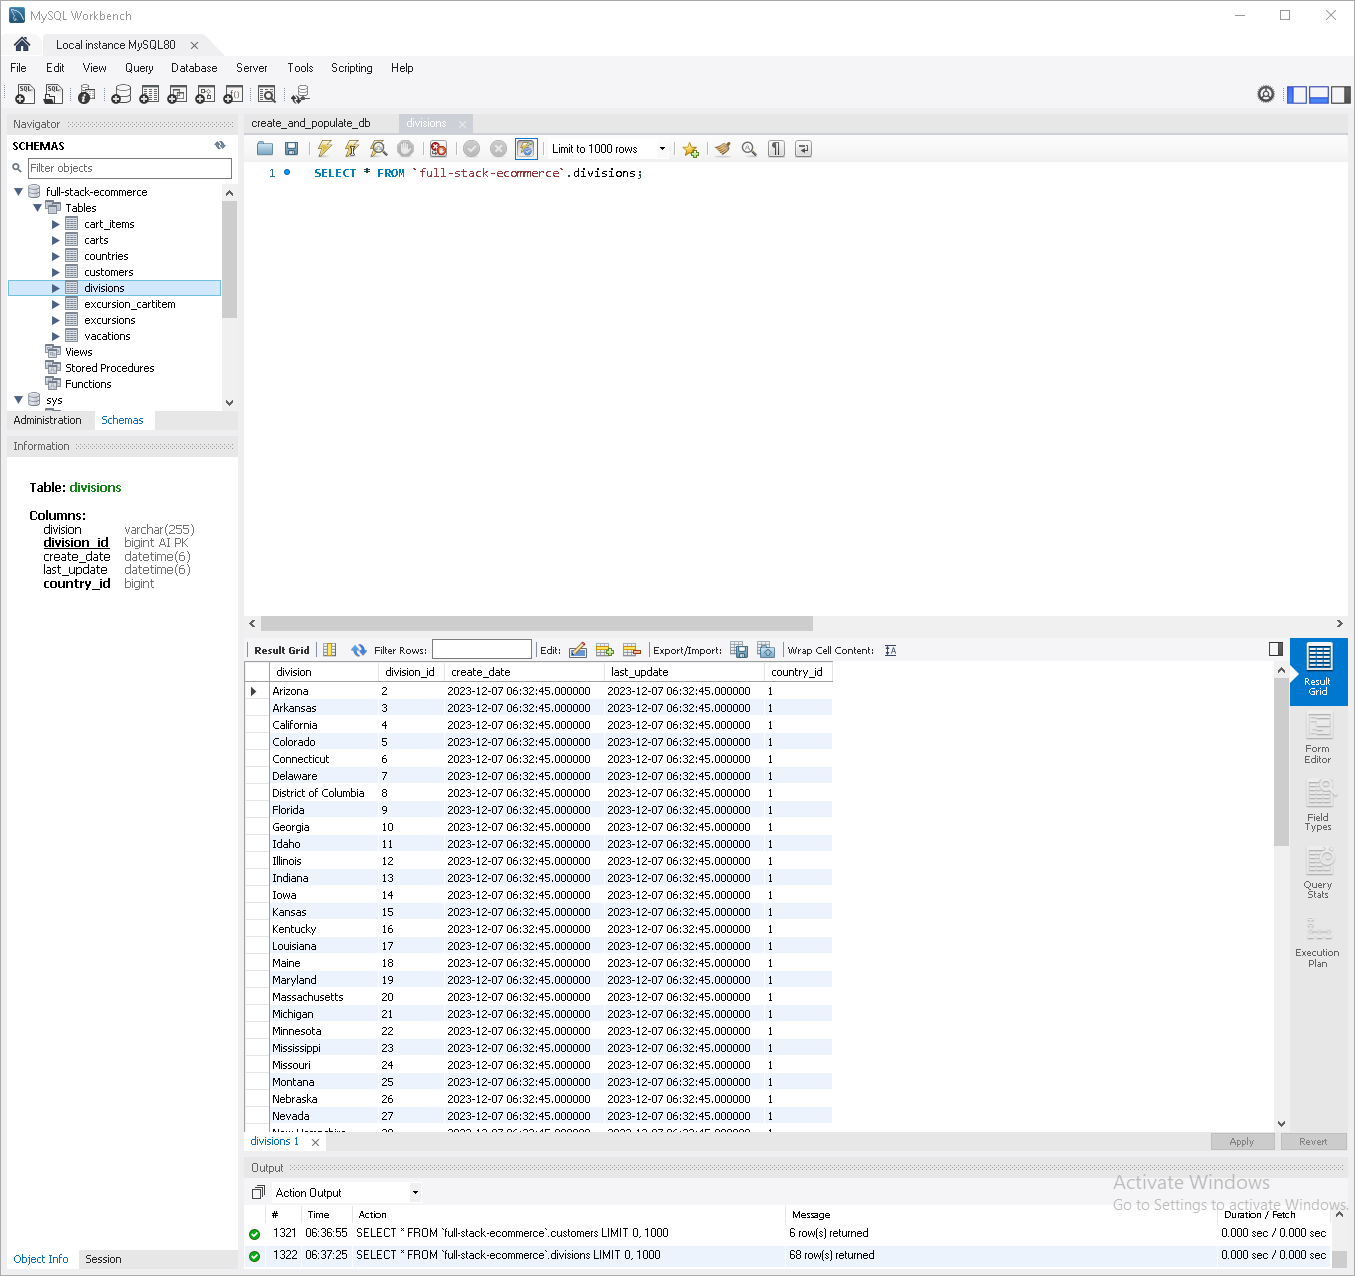 MySQL Workbench
Local instance MySQL80
File Edit View Query Database Server Tools Scripting Help
Navigator
SCHEMAS
Filter objects
full-stack-ecommerce
Tables
cart_items
carts
countries
customers
divisions
excursion_cartitem
excursions
vacations
Views
Stored Procedures
Functions
sys
Administration Schemas
Information
Table: divisions
Columns:
division varchar(255)
division_id bigint AI PK
create_date datetime(6)
last_update datetime(6)
country_id bigint
Object Info Session
create_and_populate_db divisions
Limit to 1000 rows
1 SELECT * FROM `full-stack-ecommerce`.divisions;
Result Grid Filter Rows: Edit: Export/Import: Wrap Cell Content:
division division_id create_date last_update country_id
Arizona 2 2023-12-07 06:32:45.000000 2023-12-07 06:32:45.000000 1
Arkansas 3 2023-12-07 06:32:45.000000 2023-12-07 06:32:45.000000 1
California 4 2023-12-07 06:32:45.000000 2023-12-07 06:32:45.000000 1
Colorado 5 2023-12-07 06:32:45.000000 2023-12-07 06:32:45.000000 1
Connecticut 6 2023-12-07 06:32:45.000000 2023-12-07 06:32:45.000000 1
Delaware 7 2023-12-07 06:32:45.000000 2023-12-07 06:32:45.000000 1
District of Columbia 8 2023-12-07 06:32:45.000000 2023-12-07 06:32:45.000000 1
Florida 9 2023-12-07 06:32:45.000000 2023-12-07 06:32:45.000000 1
Georgia 10 2023-12-07 06:32:45.000000 2023-12-07 06:32:45.000000 1
Idaho 11 2023-12-07 06:32:45.000000 2023-12-07 06:32:45.000000 1
Illinois 12 2023-12-07 06:32:45.000000 2023-12-07 06:32:45.000000 1
Indiana 13 2023-12-07 06:32:45.000000 2023-12-07 06:32:45.000000 1
Iowa 14 2023-12-07 06:32:45.000000 2023-12-07 06:32:45.000000 1
Kansas 15 2023-12-07 06:32:45.000000 2023-12-07 06:32:45.000000 1
Kentucky 16 2023-12-07 06:32:45.000000 2023-12-07 06:32:45.000000 1
Louisiana 17 2023-12-07 06:32:45.000000 2023-12-07 06:32:45.000000 1
Maine 18 2023-12-07 06:32:45.000000 2023-12-07 06:32:45.000000 1
Maryland 19 2023-12-07 06:32:45.000000 2023-12-07 06:32:45.000000 1
Massachusetts 20 2023-12-07 06:32:45.000000 2023-12-07 06:32:45.000000 1
Michigan 21 2023-12-07 06:32:45.000000 2023-12-07 06:32:45.000000 1
Minnesota 22 2023-12-07 06:32:45.000000 2023-12-07 06:32:45.000000 1
Mississippi 23 2023-12-07 06:32:45.000000 2023-12-07 06:32:45.000000 1
Missouri 24 2023-12-07 06:32:45.000000 2023-12-07 06:32:45.000000 1
Montana 25 2023-12-07 06:32:45.000000 2023-12-07 06:32:45.000000 1
Nebraska 26 2023-12-07 06:32:45.000000 2023-12-07 06:32:45.000000 1
Nevada 27 2023-12-07 06:32:45.000000 2023-12-07 06:32:45.000000 1
Result
Grid
Form
Editor
Field
Types
Query
Stats
Execution
Plan
divisions 1 Apply Revert
Output
Action Output
# Time Action Message Duration / Fetch
1321 06:36:55 SELECT * FROM `full-stack-ecommerce`.customers LIMIT 0, 1000 6 row(s) returned 0.000 sec / 0.000 sec
1322 06:37:25 SELECT * FROM `full-stack-ecommerce`.divisions LIMIT 0, 1000 68 row(s) returned 0.000 sec / 0.000 sec
Activate Windows
Go to Settings to activate Windows.